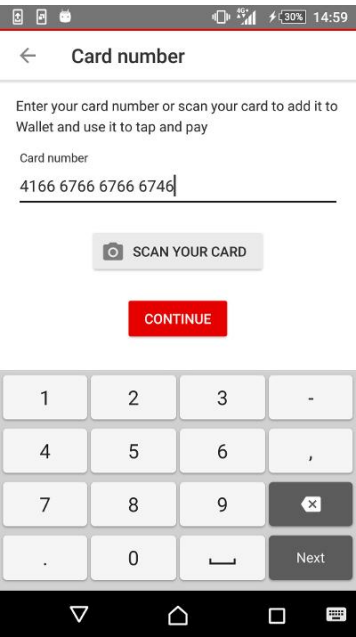 4G+
30% 14:59
Card number
Enter your card number or scan your card to add it to
Wallet and use it to tap and
pay
Card number
4166 6766 6766 6746
SCAN YOUR CARD
CONTINUE
1 2 3 -
4 5 6 ,
7 8 9
. 0
Next